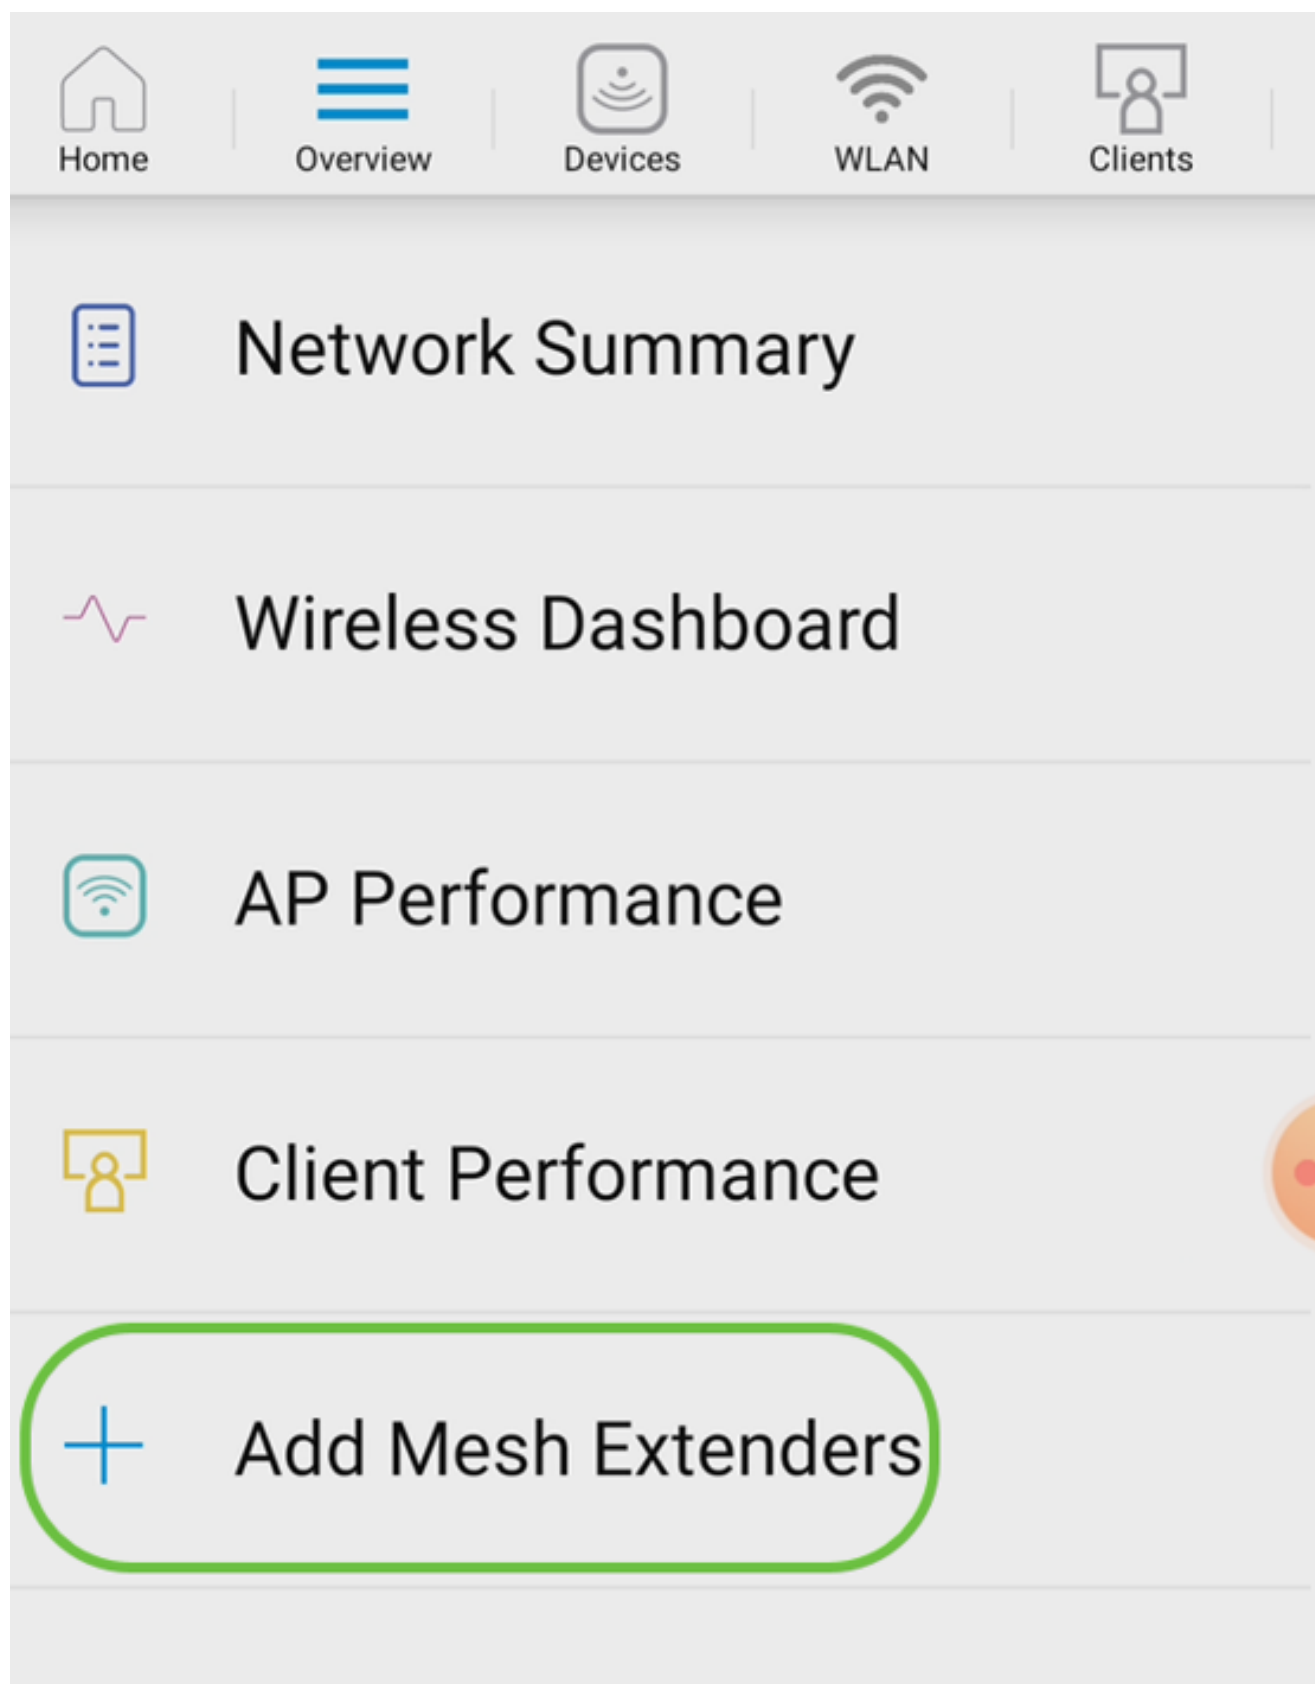 Home Overview Devices WLAN Clients
Network Summary
Wireless Dashboard
AP Performance
Client Performance
Add Mesh Extenders